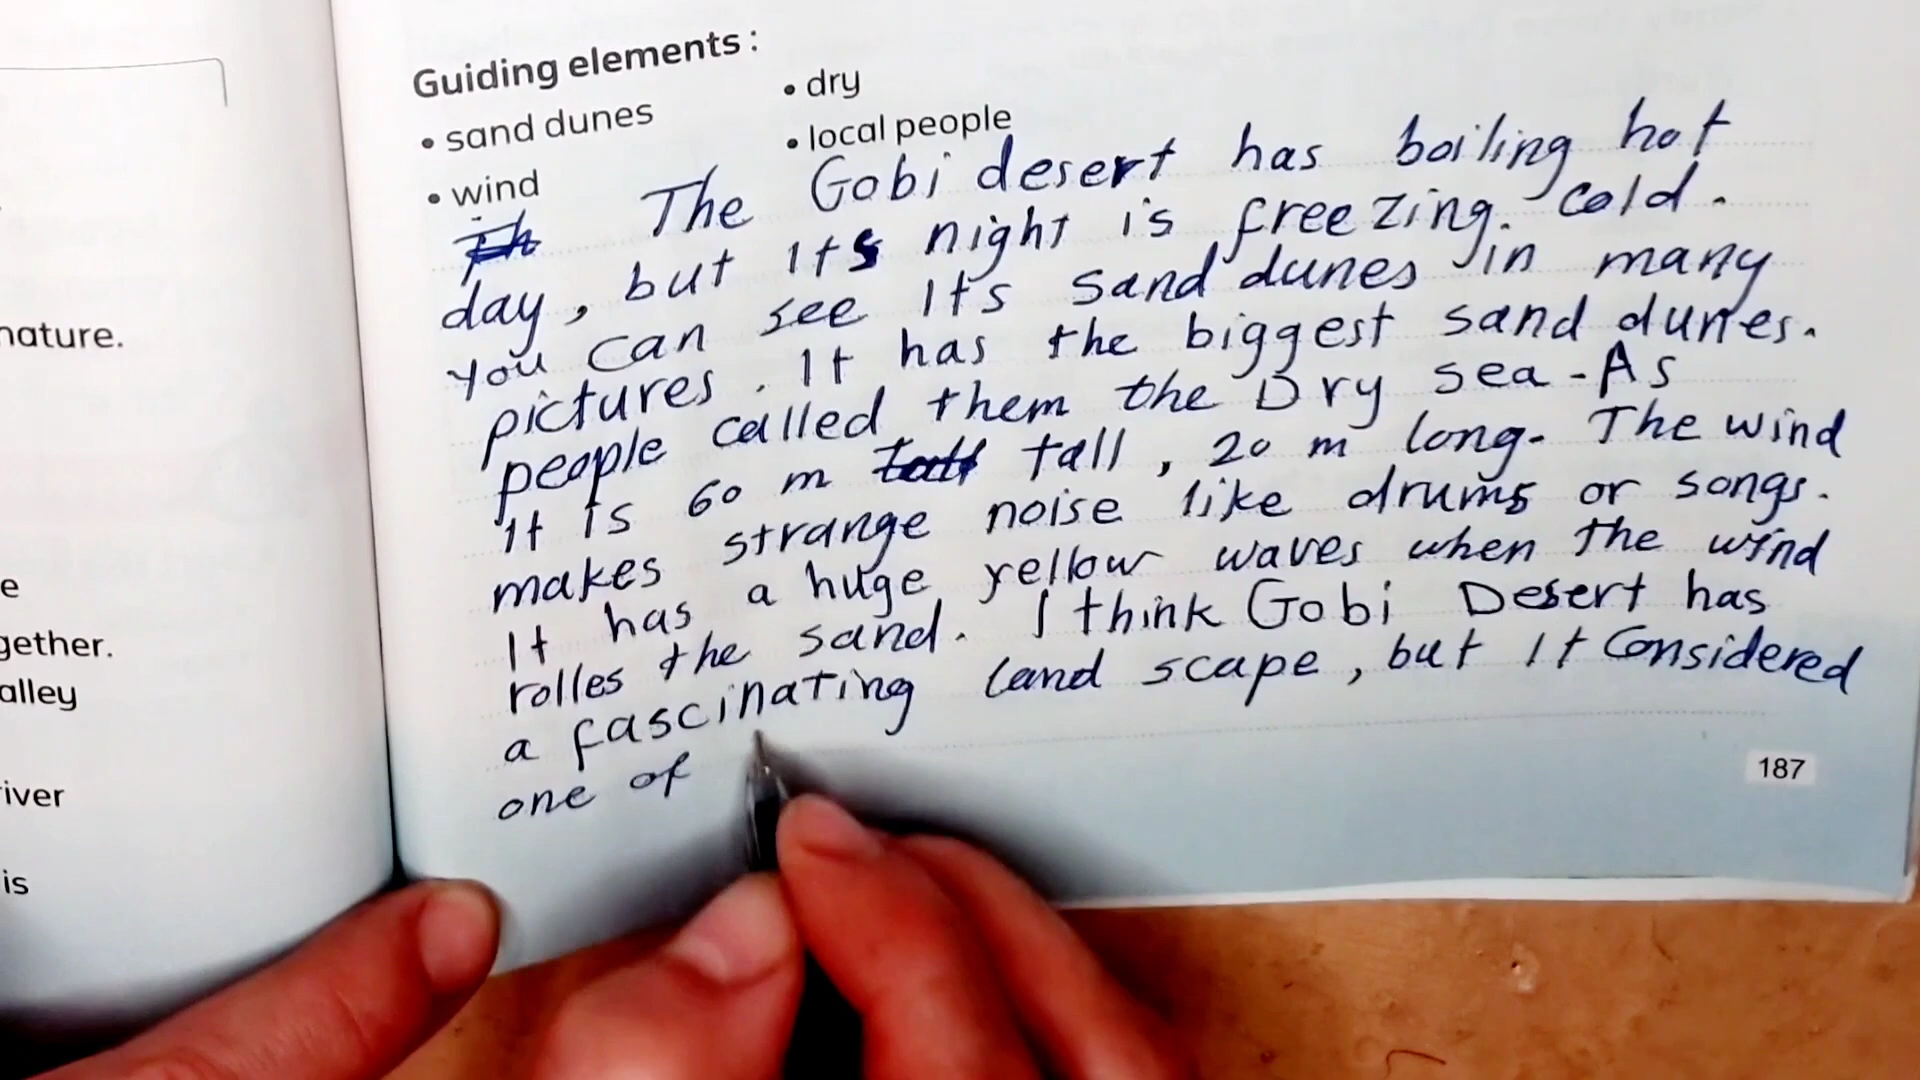 nature.
e
gether.
alley
iver
is
Guiding elements :
• sand dunes
• dry
• local people
• wind
The Gobi desert has boiling hot
day, but Its night is freezing cold.
You can see Its sand dunes in many
pictures. It has the biggest sand dunes.
people called them the Dry sea - As
It is 60 m tall, 20 m long. The wind
makes strange noise like drums or songs.
It has a huge yellow waves when the wind
rolles the sand. I think Gobi Desert has
a fascinating land scape, but It Considered
one of
187